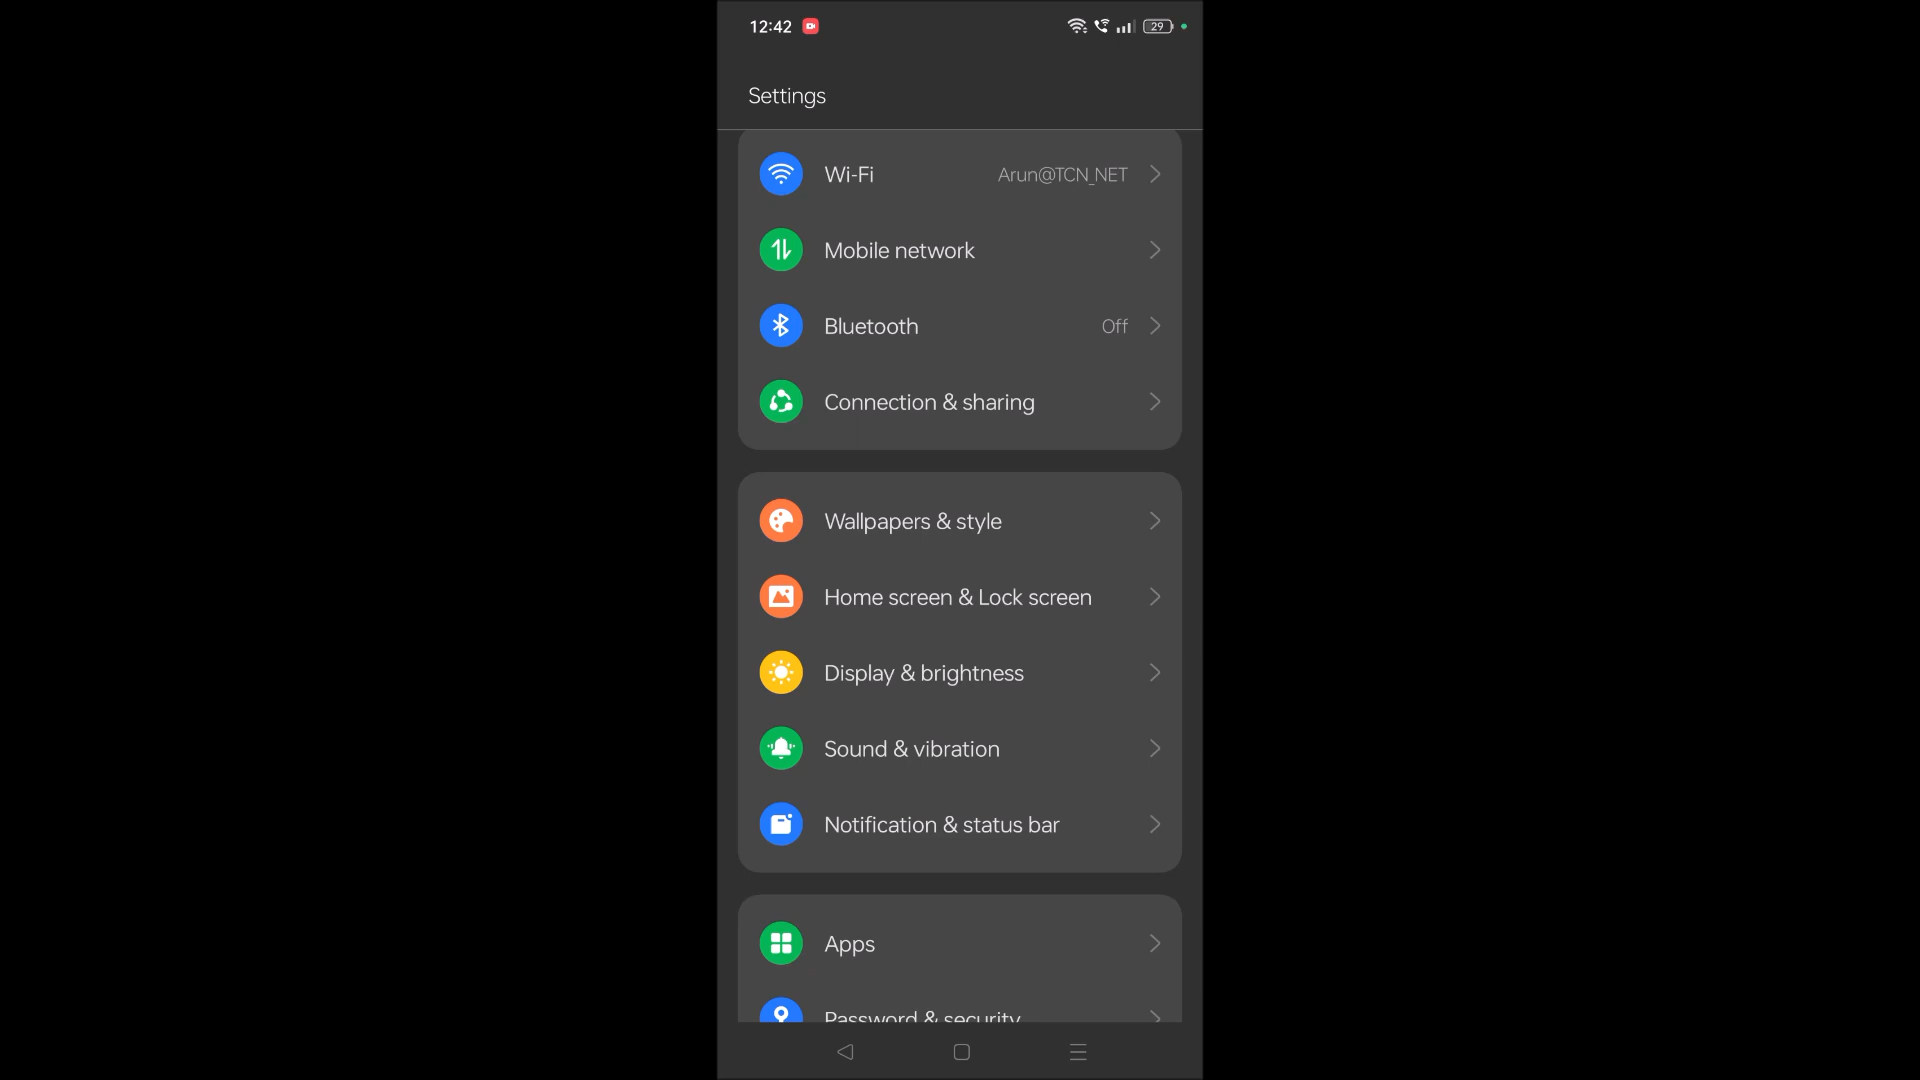 12:42 29
Settings
Wi-Fi Arun@TCN_NET
Mobile network
Bluetooth Off
Connection & sharing
Wallpapers & style
Home screen & Lock screen
Display & brightness
Sound & vibration
Notification & status bar
Apps
Password & security